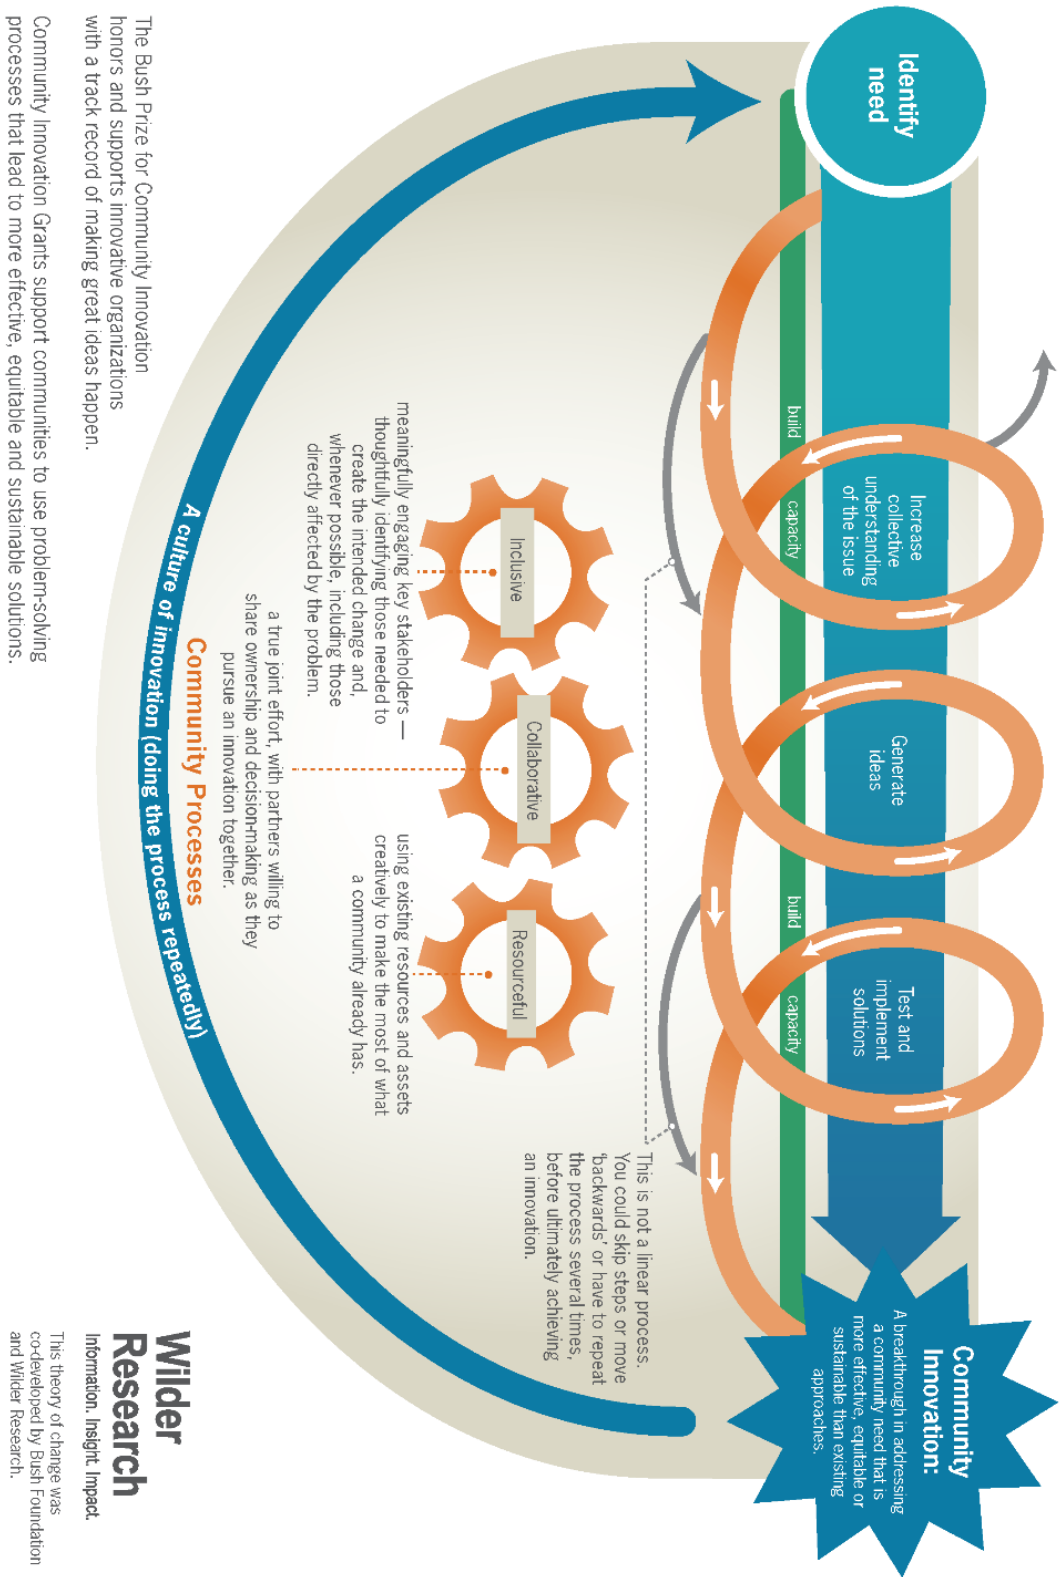 Identify
need
Increase
collective
understanding
of the issue
Generate
ideas
Test and
implement
solutions
build
capacity
build
capacity
Community
Innovation:
A breakthrough in addressing
a community need that is
more effective, equitable or
sustainable than existing
approaches.
This is not a linear process.
You could skip steps or move
‘backwards’ or have to repeat
the process several times,
before ultimately achieving
an innovation.
Inclusive
Collaborative
Resourceful
meaningfully engaging key stakeholders —
thoughtfully identifying those needed to
create the intended change and,
whenever possible, including those
directly affected by the problem.
a true joint effort, with partners willing to
share ownership and decision-making as they
pursue an innovation together.
using existing resources and assets
creatively to make the most of what
a community already has.
Community Processes
A culture of innovation (doing the process repeatedly)
The Bush Prize for Community Innovation
honors and supports innovative organizations
with a track record of making great ideas happen.
Community Innovation Grants support communities to use problem-solving
processes that lead to more effective, equitable and sustainable solutions.
Wilder
Research
Information. Insight. Impact.
This theory of change was
co-developed by Bush Foundation
and Wilder Research.